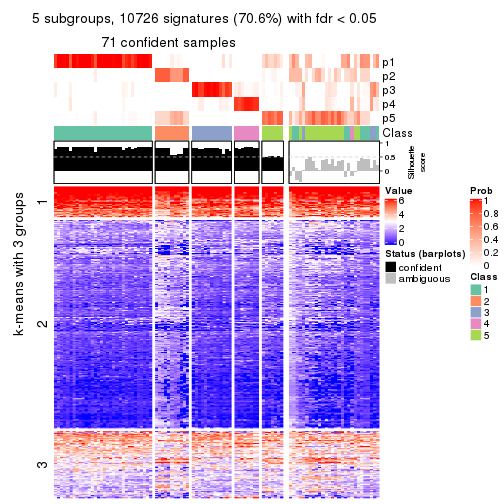 5 subgroups, 10726 signatures (70.6%) with fdr < 0.05
71 confident samples
p1
p2
p3
p4
p5
Class
1
0.5
0
Silhouette
score
k-means with 3 groups
1
2
3
Value
6
4
2
0
Status (barplots)
confident
ambiguous
Prob
1
0.8
0.6
0.4
0.2
0
Class
1
2
3
4
5